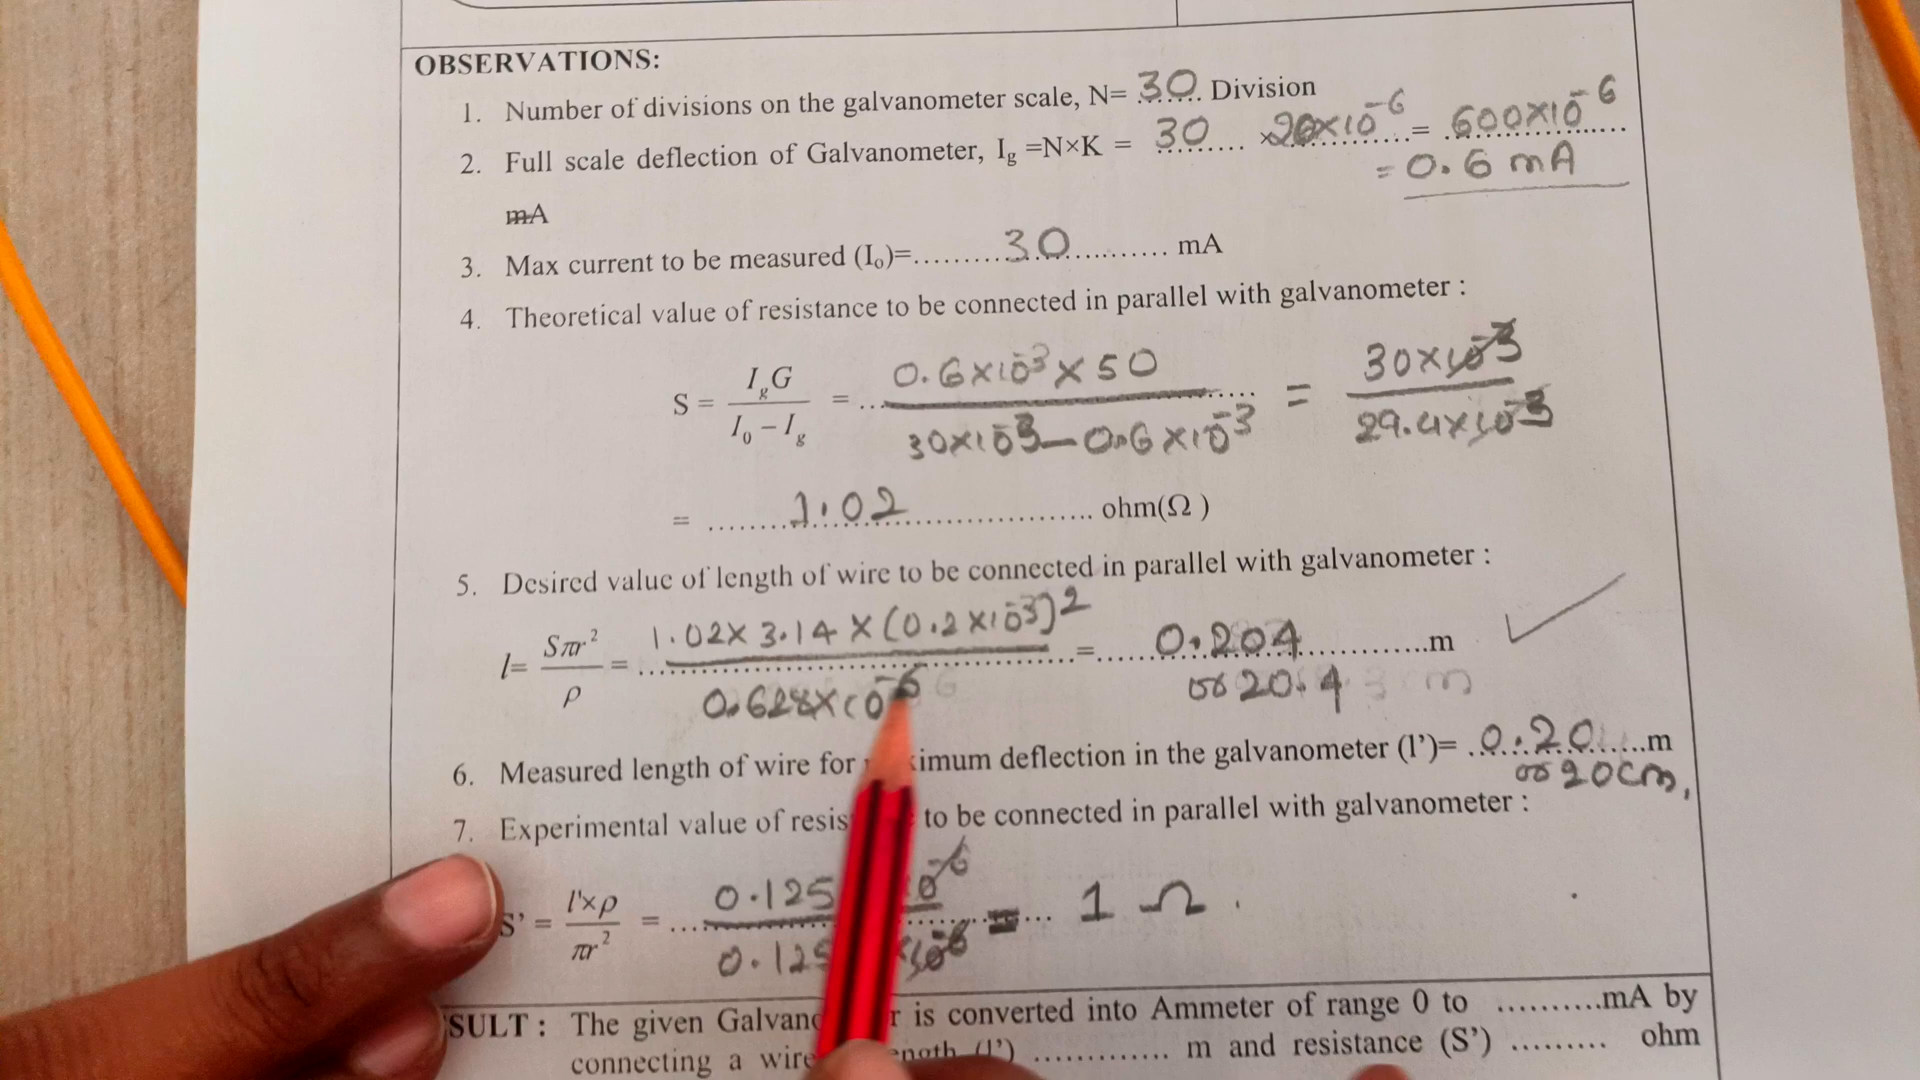 OBSERVATIONS:
1. Number of divisions on the galvanometer scale, N= 30 Division
2. Full scale deflection of Galvanometer, Ig =N×K = 30 ×20×10⁻⁶ = 600×10⁻⁶
= 0.6 mA
mA
3. Max current to be measured (Io)=.........30........... mA
4. Theoretical value of resistance to be connected in parallel with galvanometer :
S = IgG / I0 – Ig = 0.6×10⁻³ × 50 / 30×10⁻³ – 0.6×10⁻³ = 30×10⁻³ / 29.4×10⁻³
= ........1.02................. ohm(Ω )
5. Desired value of length of wire to be connected in parallel with galvanometer :
l= Sπr² / ρ = 1.02 × 3.14 × (0.2×10⁻³)² / 0.628×10⁻⁶ = 0.204 m
or 20.4 m
6. Measured length of wire for imum deflection in the galvanometer (l’)= 0.20 m
or 20cm,
7. Experimental value of resis to be connected in parallel with galvanometer :
S’ = l'×ρ / πr² = 0.125 10⁻⁶ / 0.125 ×10⁻⁶ = 1 Ω .
SULT : The given Galvano r is converted into Ammeter of range 0 to ..........mA by
connecting a wire ength (l’) ............. m and resistance (S’) ......... ohm